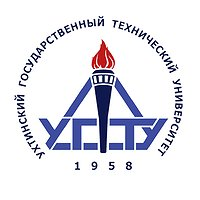 УХТИНСКИЙ ГОСУДАРСТВЕННЫЙ ТЕХНИЧЕСКИЙ УНИВЕРСИТЕТ
УГТУ
1958